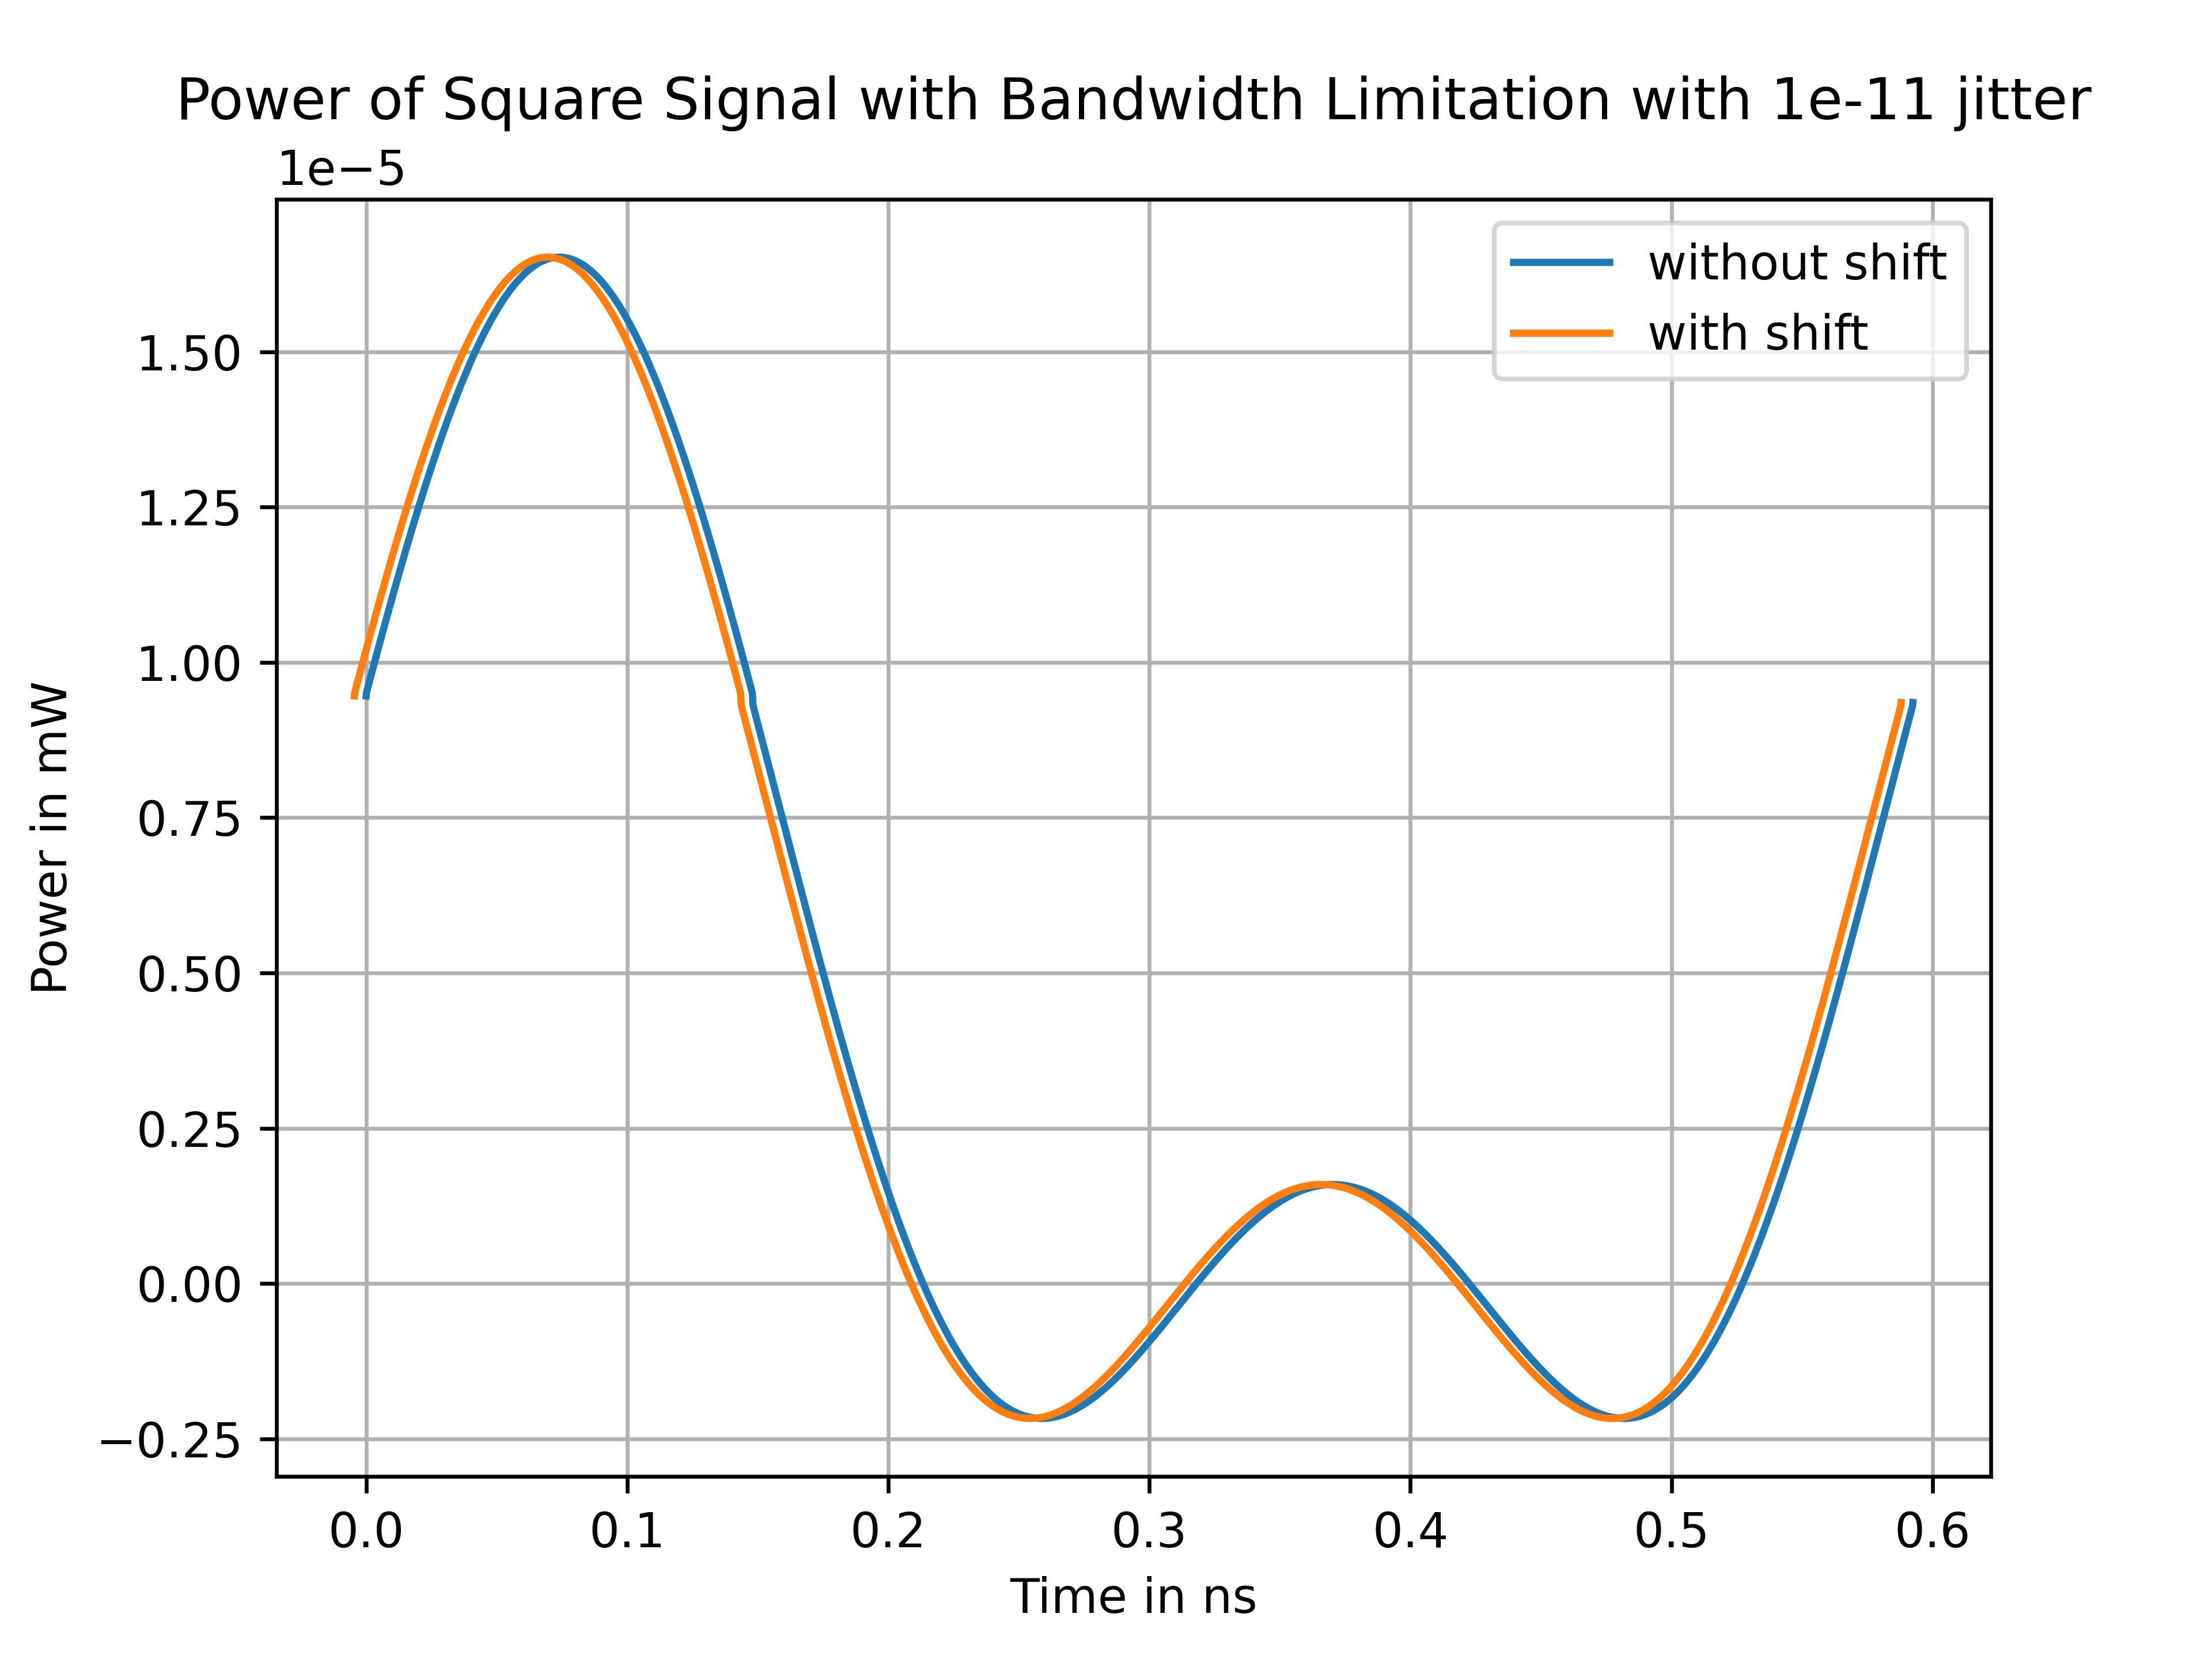 Power of Square Signal with Bandwidth Limitation with 1e-11 jitter
1e−5
without shift
with shift
1.50
1.25
1.00
0.75
0.50
0.25
0.00
−0.25
Power in mW
0.0 0.1 0.2 0.3 0.4 0.5 0.6
Time in ns